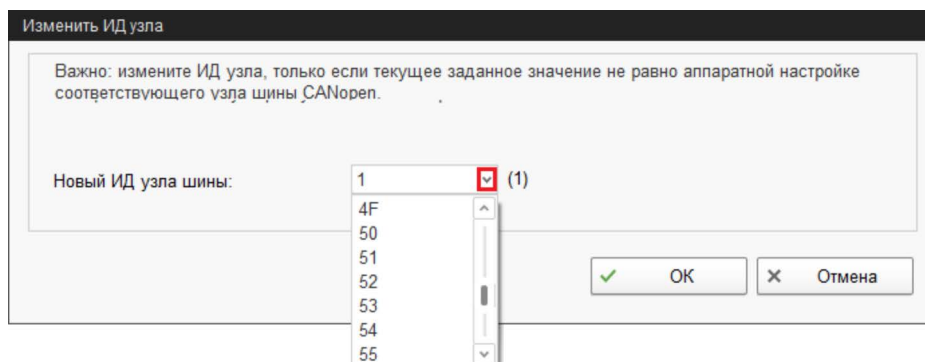 Изменить ИД узла
Важно: измените ИД узла, только если текущее заданное значение не равно аппаратной настройке
соответствующего узла шины CANopen.
Новый ИД узла шины:
1
(1)
4F
50
51
52
53
54
55
OK
Отмена